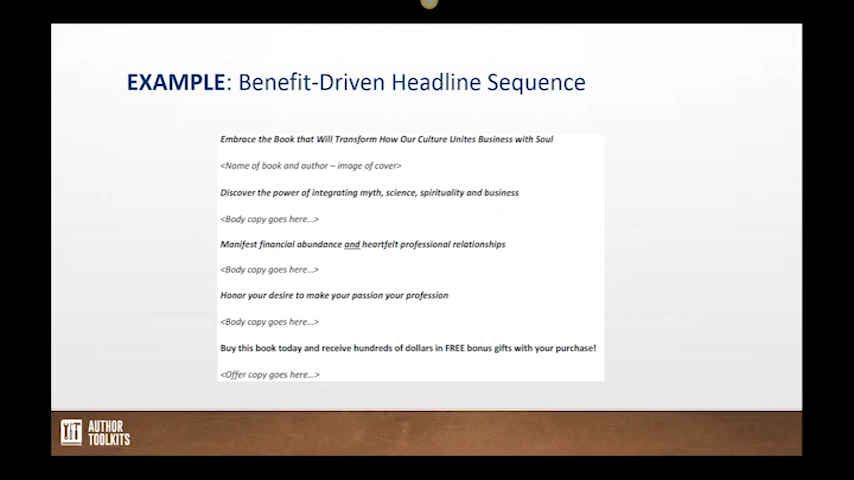 EXAMPLE: Benefit-Driven Headline Sequence
Embrace the Book that Will Transform How Our Culture Unites Business with Soul
<Name of book and author – image of cover>
Discover the power of integrating myth, science, spirituality and business
<Body copy goes here...>
Manifest financial abundance and heartfelt professional relationships
<Body copy goes here...>
Honor your desire to make your passion your profession
<Body copy goes here...>
Buy this book today and receive hundreds of dollars in FREE bonus gifts with your purchase!
<Offer copy goes here...>
AUTHOR
TOOLKITS